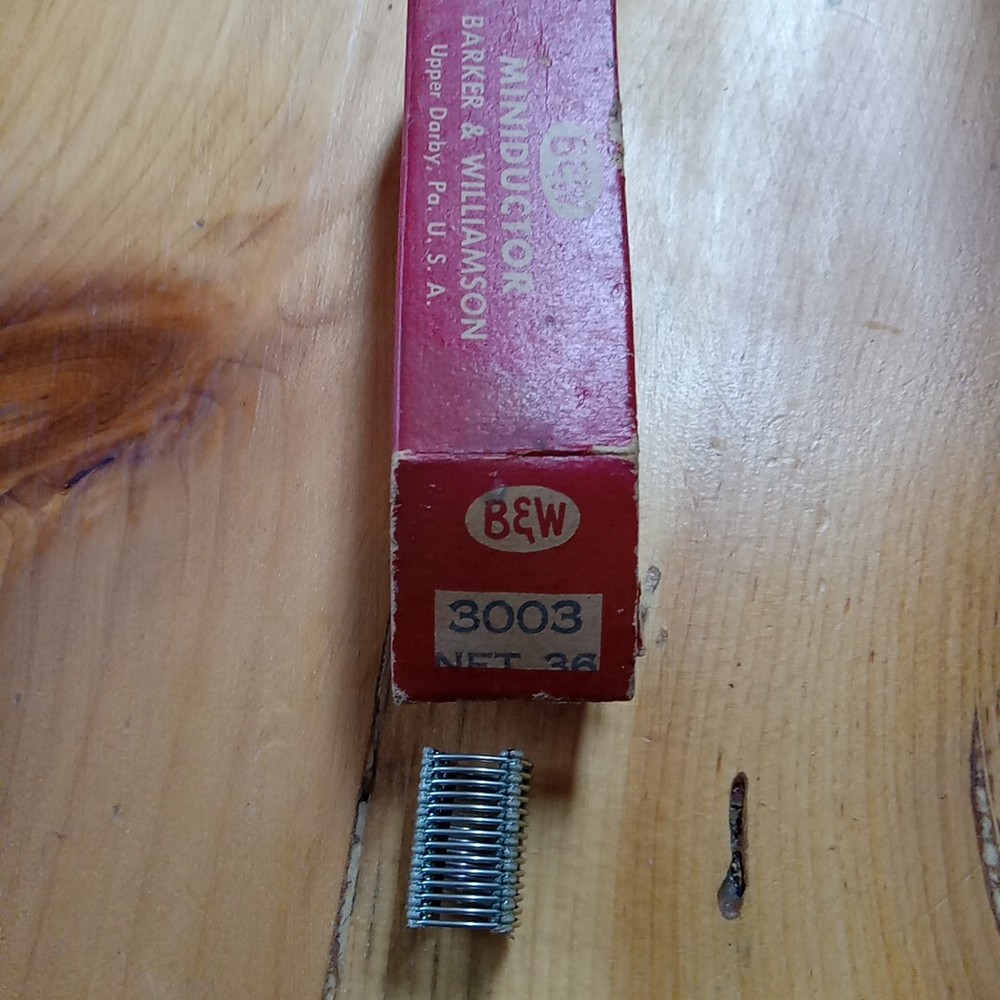 B&W
MINIDUCTOR
BARKER & WILLIAMSON
Upper Darby, Pa. U. S. A.
B&W
3003
NET 36